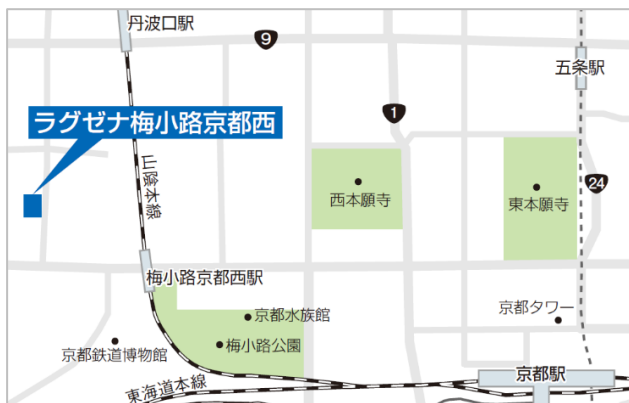 丹波口駅
9
五条駅
ラグゼナ梅小路京都西
1
山陰本線
西本願寺
東本願寺
24
梅小路京都西駅
京都水族館
京都タワー
梅小路公園
京都鉄道博物館
京都駅
東海道本線